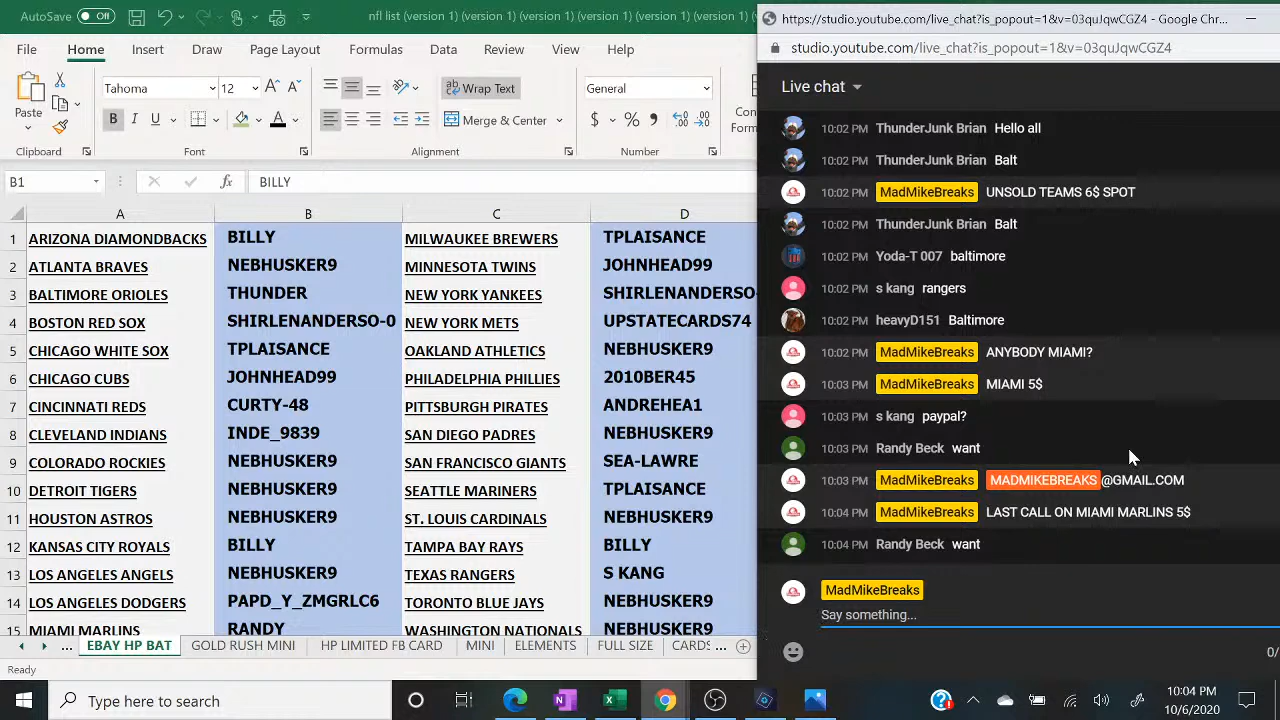 AutoSave Off nfl list (version 1) (version 1) (version 1)
https://studio.youtube.com/live_chat?is_popout=1&v=03quJqwCGZ4 - Google Chr...
File Home Insert Draw Page Layout Formulas Data Review View Help
studio.youtube.com/live_chat?is_popout=1&v=03quJqwCGZ4
Paste
Tahoma 12
B I U A
ab Wrap Text
Merge & Center
General
$ % 9
Clipboard Font Alignment Number
B1 fx BILLY
A B C D
1 ARIZONA DIAMONDBACKS BILLY MILWAUKEE BREWERS TPLAISANCE
2 ATLANTA BRAVES NEBHUSKER9 MINNESOTA TWINS JOHNHEAD99
3 BALTIMORE ORIOLES THUNDER NEW YORK YANKEES SHIRLENANDERSO-
4 BOSTON RED SOX SHIRLENANDERSO-0 NEW YORK METS UPSTATECARDS74
5 CHICAGO WHITE SOX TPLAISANCE OAKLAND ATHLETICS NEBHUSKER9
6 CHICAGO CUBS JOHNHEAD99 PHILADELPHIA PHILLIES 2010BER45
7 CINCINNATI REDS CURTY-48 PITTSBURGH PIRATES ANDREHEA1
8 CLEVELAND INDIANS INDE_9839 SAN DIEGO PADRES NEBHUSKER9
9 COLORADO ROCKIES NEBHUSKER9 SAN FRANCISCO GIANTS SEA-LAWRE
10 DETROIT TIGERS NEBHUSKER9 SEATTLE MARINERS TPLAISANCE
11 HOUSTON ASTROS NEBHUSKER9 ST. LOUIS CARDINALS NEBHUSKER9
12 KANSAS CITY ROYALS BILLY TAMPA BAY RAYS BILLY
13 LOS ANGELES ANGELS NEBHUSKER9 TEXAS RANGERS S KANG
14 LOS ANGELES DODGERS PAPD_Y_ZMGRLC6 TORONTO BLUE JAYS NEBHUSKER9
15 MIAMI MARLINS RANDY WASHINGTON NATIONALS NEBHUSKER9
... EBAY HP BAT GOLD RUSH MINI HP LIMITED FB CARD MINI ELEMENTS FULL SIZE CARDS ...
Ready
Live chat
10:02 PM ThunderJunk Brian Hello all
10:02 PM ThunderJunk Brian Balt
10:02 PM MadMikeBreaks UNSOLD TEAMS 6$ SPOT
10:02 PM ThunderJunk Brian Balt
10:02 PM Yoda-T 007 baltimore
10:02 PM s kang rangers
10:02 PM heavyD151 Baltimore
10:02 PM MadMikeBreaks ANYBODY MIAMI?
10:03 PM MadMikeBreaks MIAMI 5$
10:03 PM s kang paypal?
10:03 PM Randy Beck want
10:03 PM MadMikeBreaks MADMIKEBREAKS@GMAIL.COM
10:04 PM MadMikeBreaks LAST CALL ON MIAMI MARLINS 5$
10:04 PM Randy Beck want
MadMikeBreaks
Say something...
0/
Type here to search
10:04 PM
10/6/2020